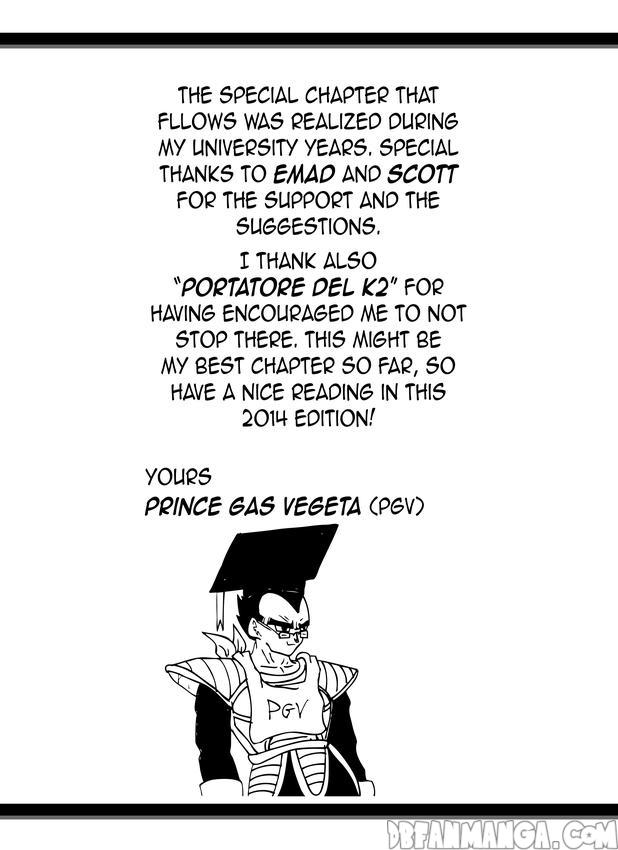 THE SPECIAL CHAPTER THAT
FLLOWS WAS REALIZED DURING
MY UNIVERSITY YEARS. SPECIAL
THANKS TO EMAD AND SCOTT
FOR THE SUPPORT AND THE
SUGGESTIONS.
I THANK ALSO
"PORTATORE DEL K2" FOR
HAVING ENCOURAGED ME TO NOT
STOP THERE. THIS MIGHT BE
MY BEST CHAPTER SO FAR, SO
HAVE A NICE READING IN THIS
2014 EDITION!
YOURS
PRINCE GAS VEGETA (PGV)
PGV
DBFANMANGA.COM